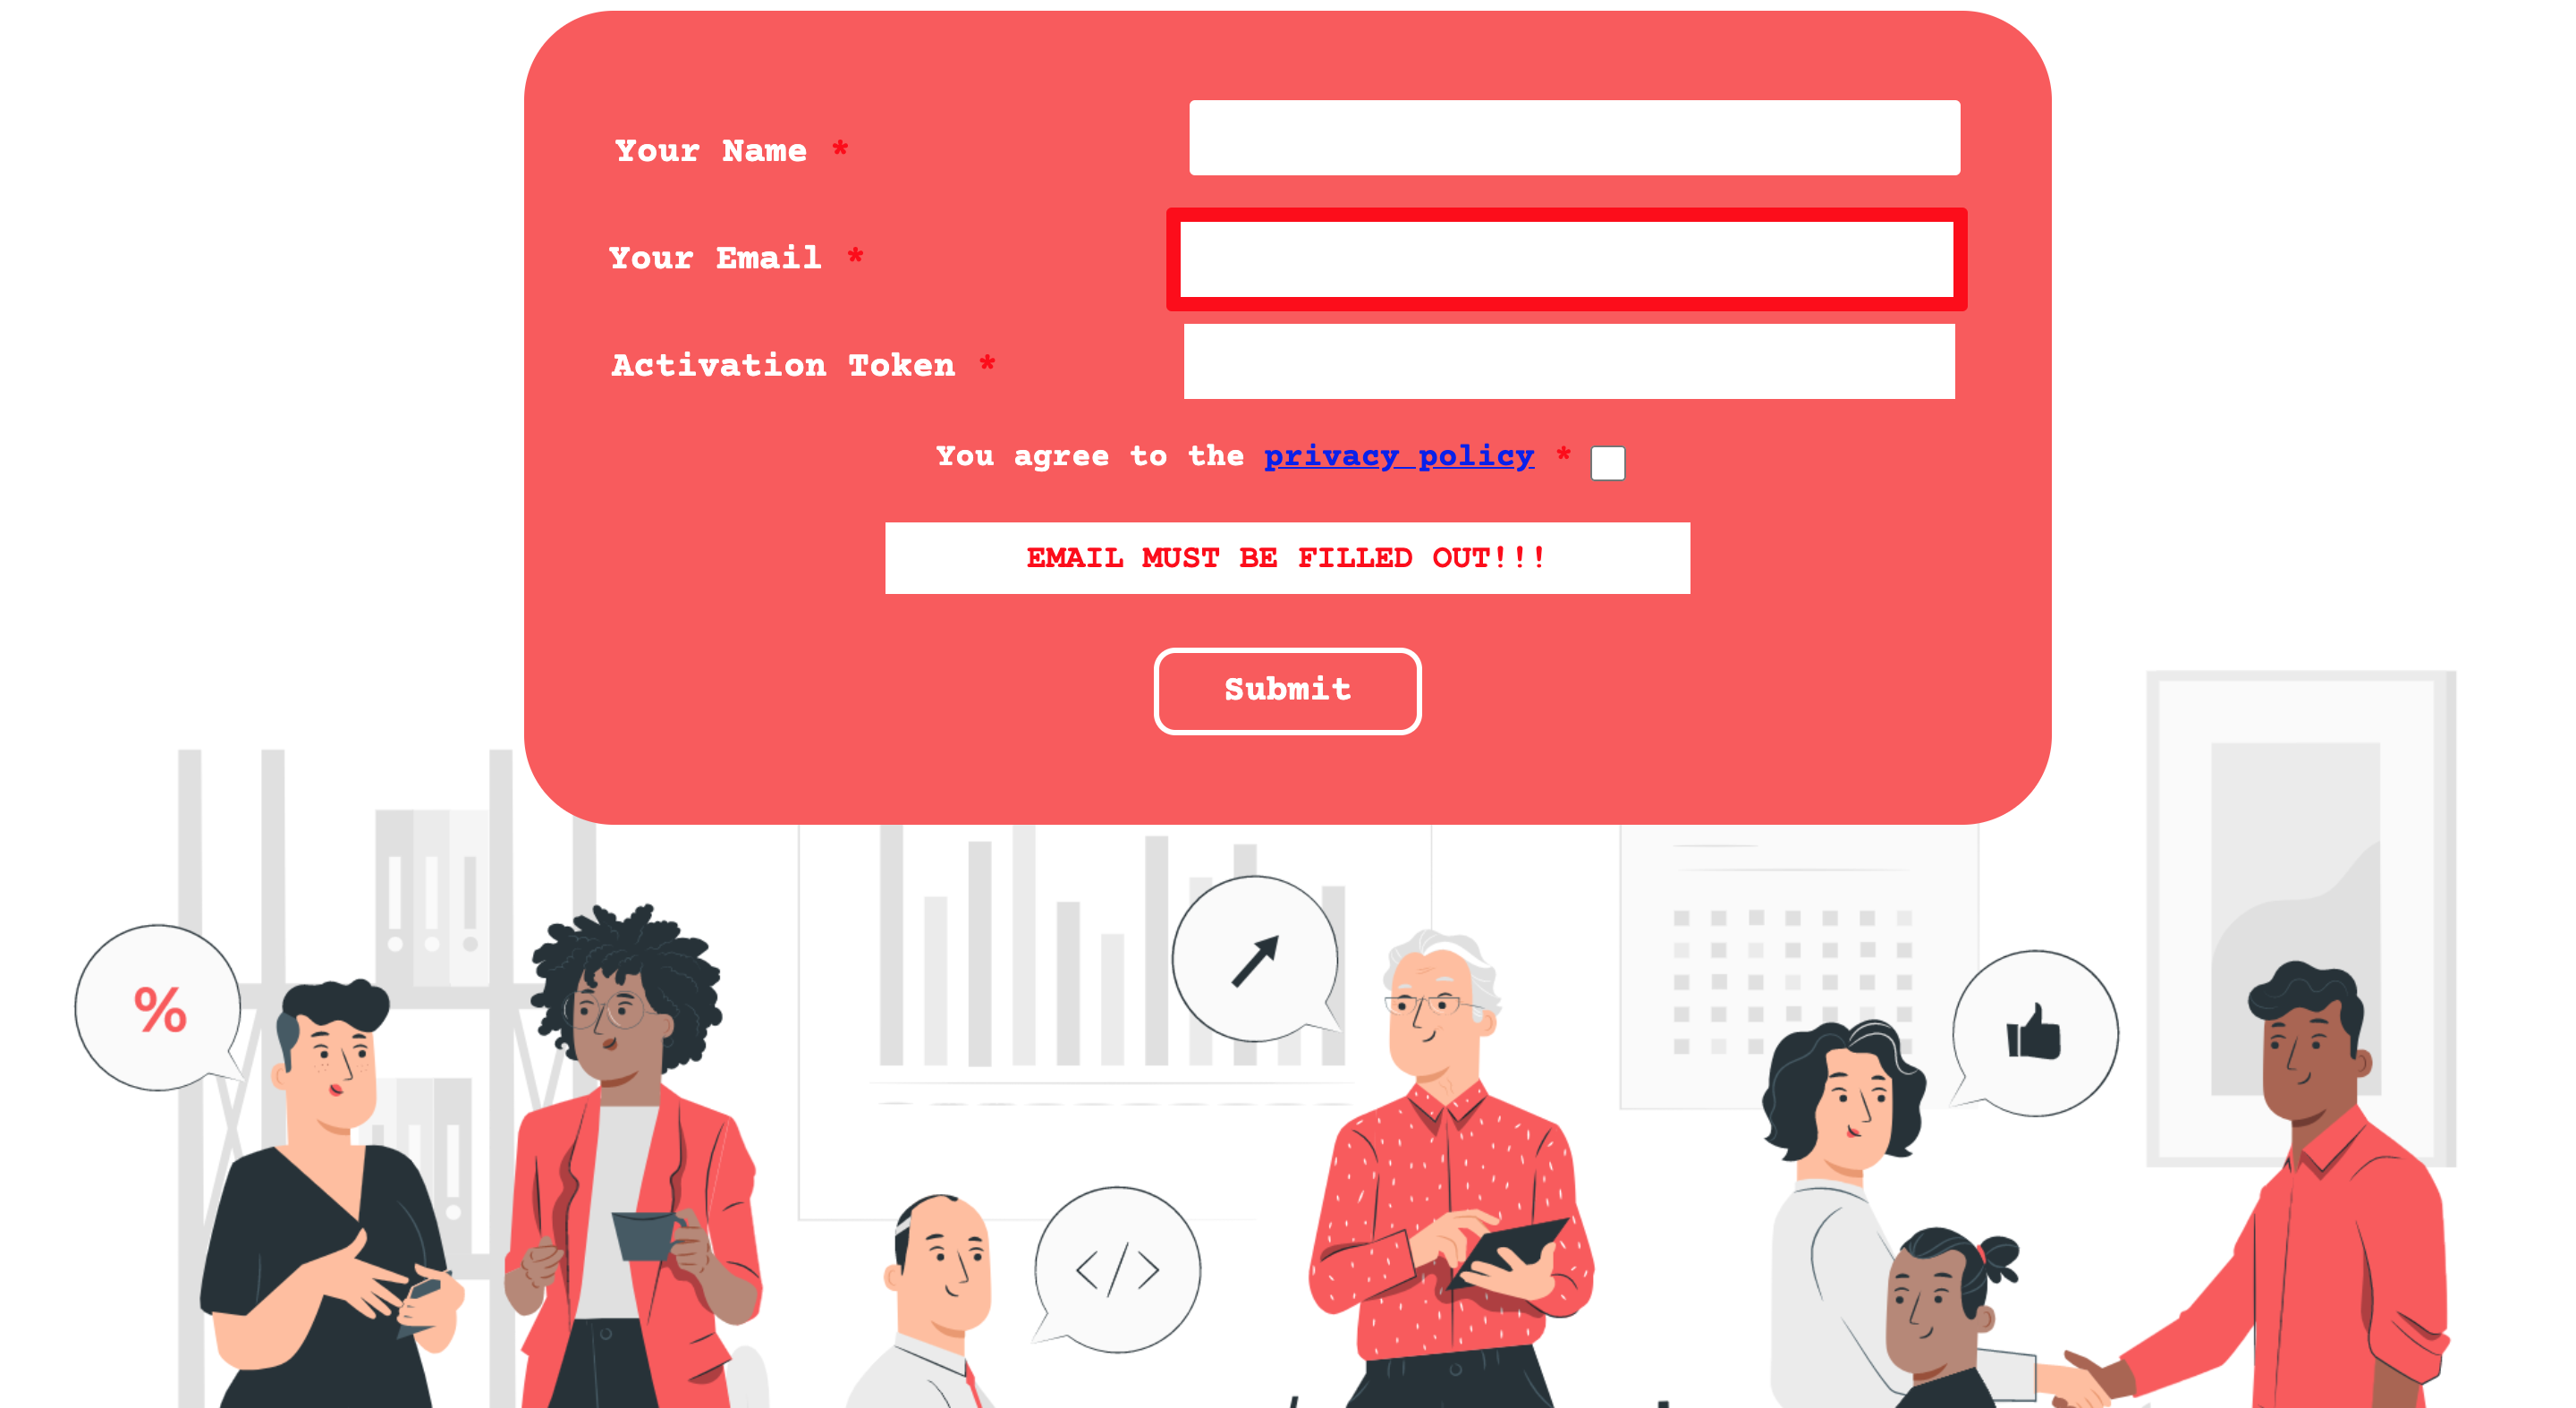 Your Name *
Your Email *
Activation Token *
You agree to the privacy policy *
EMAIL MUST BE FILLED OUT!!!
Submit
%
</>